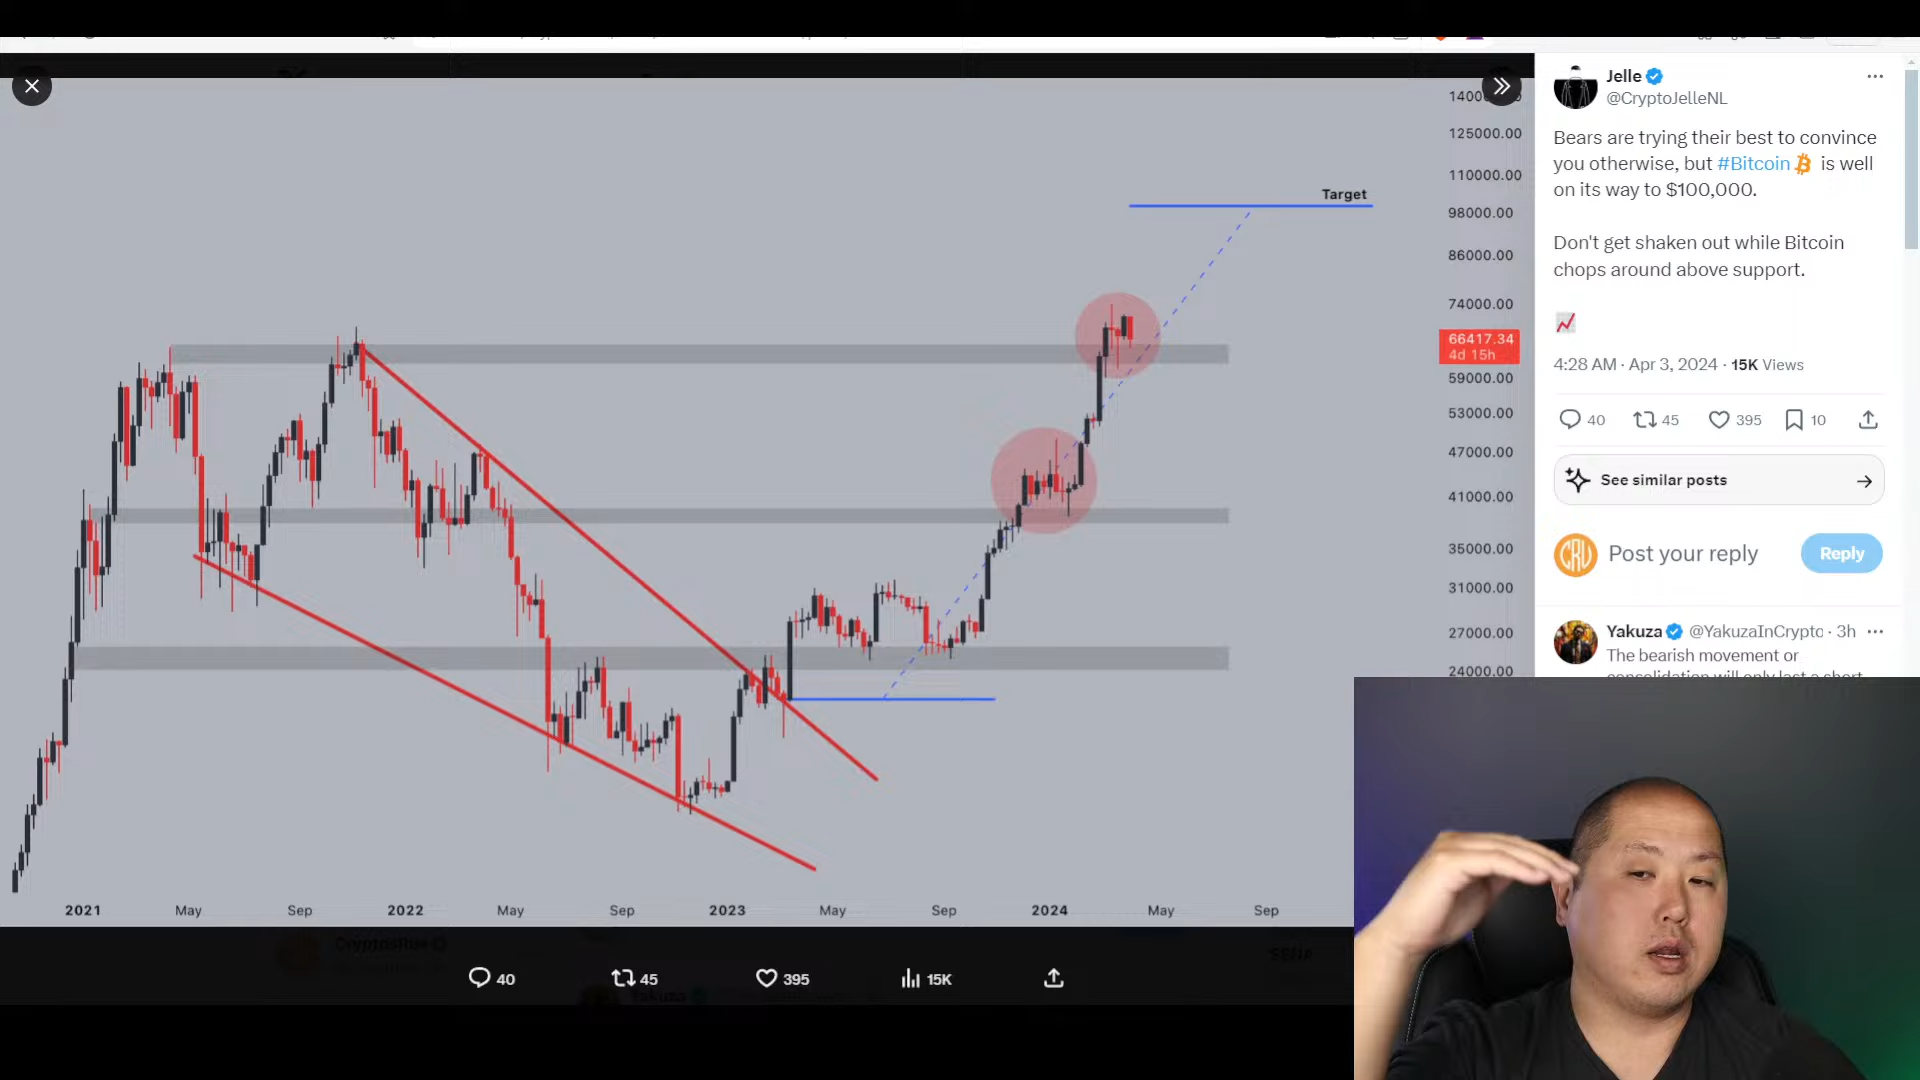 Jelle
@CryptoJelleNL
Bears are trying their best to convince
you otherwise, but #Bitcoin is well
on its way to $100,000.
Don't get shaken out while Bitcoin
chops around above support.
4:28 AM · Apr 3, 2024 · 15K Views
40 45 395 10
See similar posts
CRU
Post your reply
Reply
Yakuza @YakuzaInCrypto · 3h
The bearish movement or
Target
125000.00
110000.00
98000.00
86000.00
74000.00
66417.34
4d 15h
59000.00
53000.00
47000.00
41000.00
35000.00
31000.00
27000.00
24000.00
2021 May Sep 2022 May Sep 2023 May Sep 2024 May Sep
40 45 395 15K